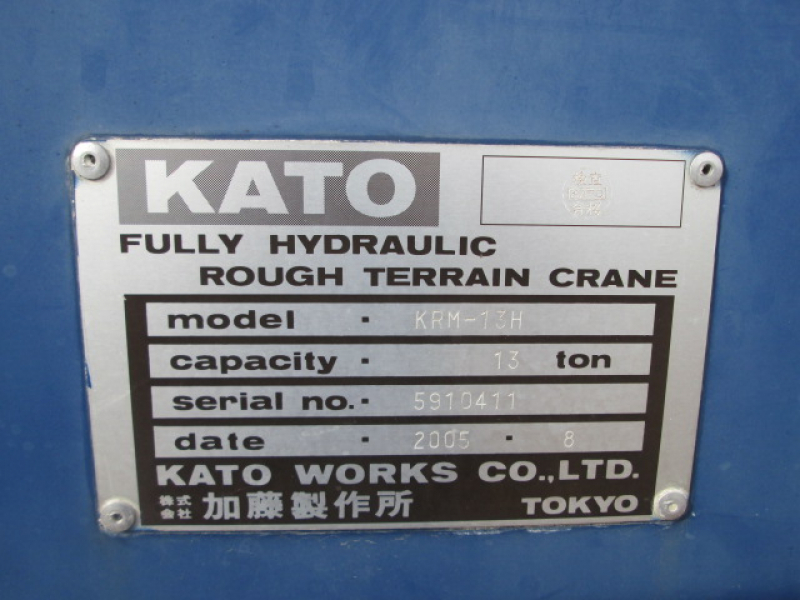 KATO
KATO
FULLY HYDRAULIC
ROUGH TERRAIN CRANE
model · KRM-13H
capacity · 13 ton
serial no. · 5910411
date · 2005 · 8
KATO WORKS CO.,LTD.
株式会社 加藤製作所 TOKYO